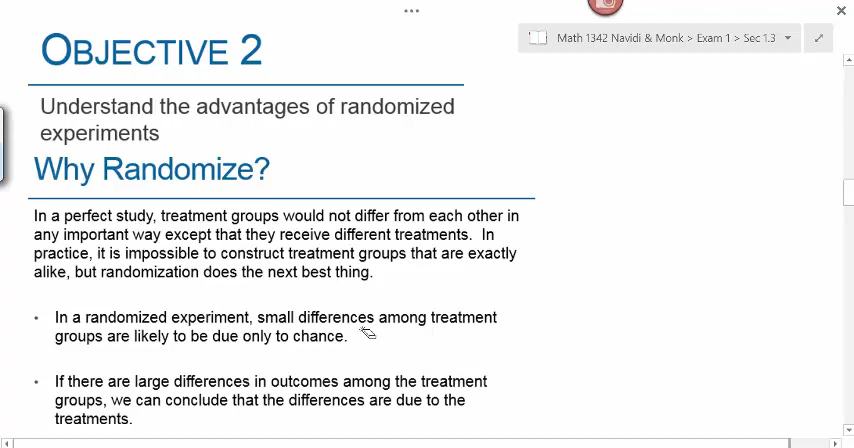 Math 1342 Navidi & Monk > Exam 1 > Sec 1.3
OBJECTIVE 2
Understand the advantages of randomized
experiments
Why Randomize?
In a perfect study, treatment groups would not differ from each other in
any important way except that they receive different treatments. In
practice, it is impossible to construct treatment groups that are exactly
alike, but randomization does the next best thing.
• In a randomized experiment, small differences among treatment
groups are likely to be due only to chance.
• If there are large differences in outcomes among the treatment
groups, we can conclude that the differences are due to the
treatments.